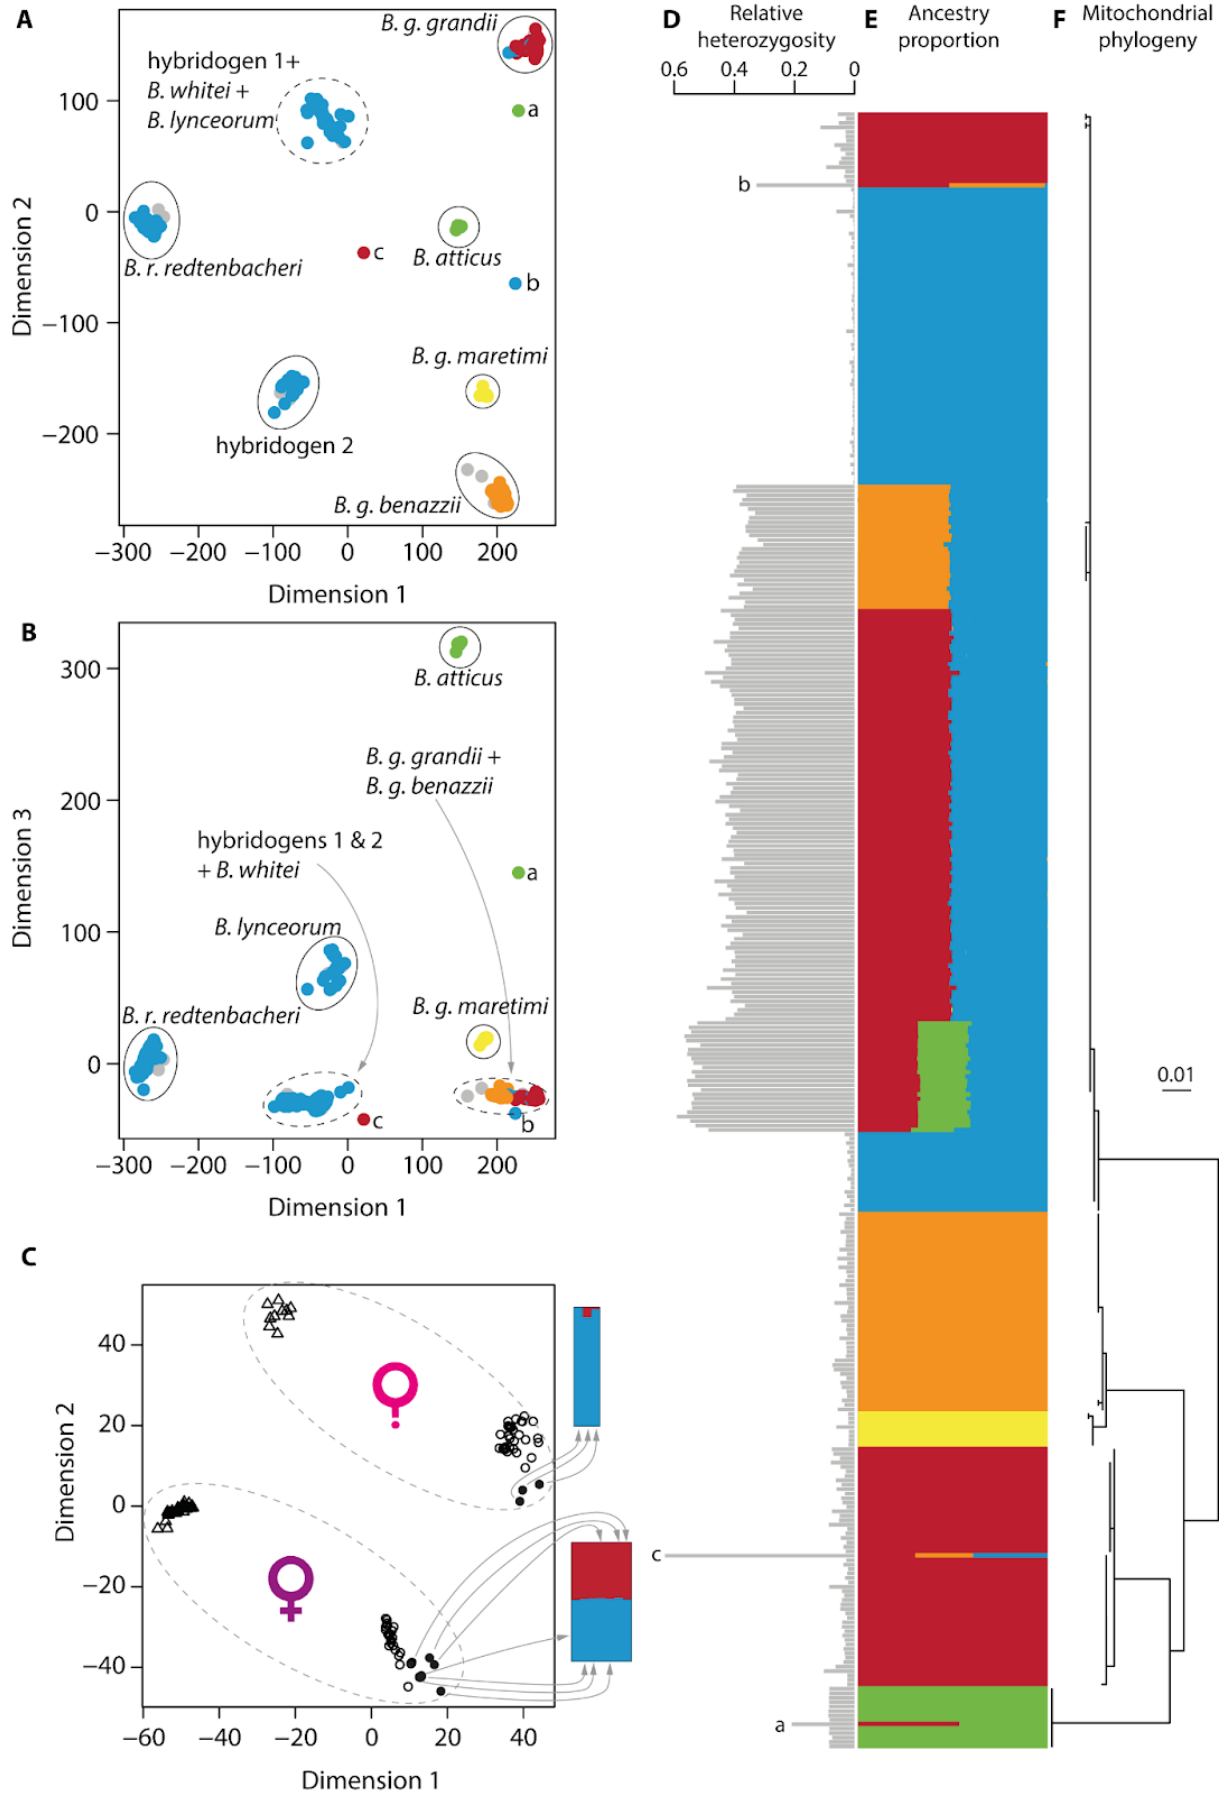 A
B. g. grandii
hybridogen 1+
B. whitei +
B. lynceorum
a
100
0
−100
−200
Dimension 2
B. r. redtenbacheri
c
B. atticus
b
B. g. maretimi
hybridogen 2
B. g. benazzii
−300 −200 −100 0 100 200
Dimension 1
B
300
200
100
0
Dimension 3
B. atticus
B. g. grandii +
B. g. benazzii
hybridogens 1 & 2
+ B. whitei
a
B. lynceorum
B. r. redtenbacheri
B. g. maretimi
c
b
−300 −200 −100 0 100 200
Dimension 1
C
40
20
0
−20
−40
Dimension 2
−60 −40 −20 0 20 40
Dimension 1
D Relative
heterozygosity
0.6 0.4 0.2 0
b
c
a
E Ancestry
proportion
F Mitochondrial
phylogeny
0.01